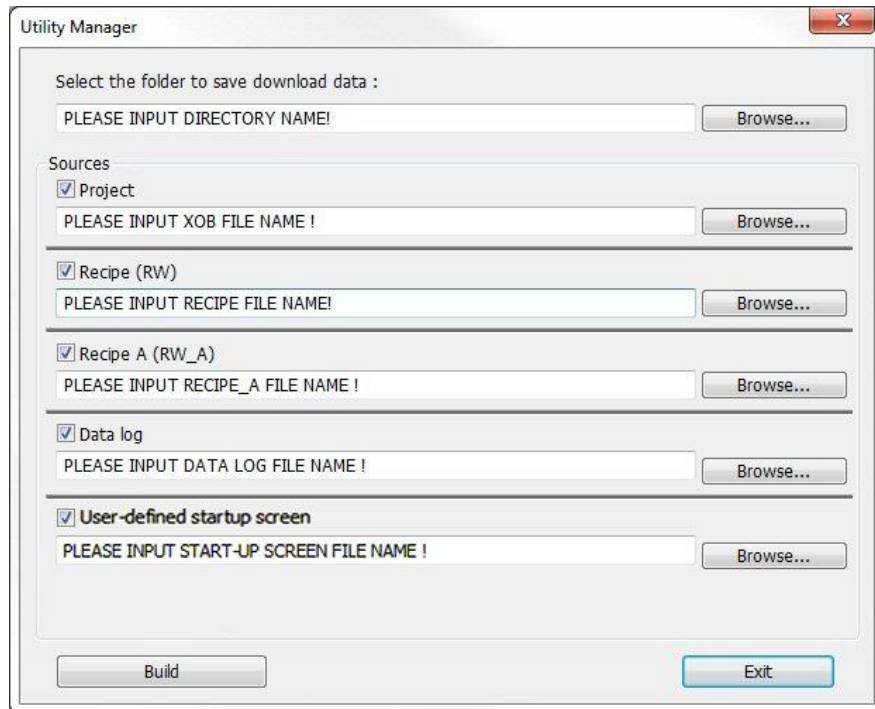 Utility Manager
Select the folder to save download data :
PLEASE INPUT DIRECTORY NAME!
Browse...
Sources
Project
PLEASE INPUT XOB FILE NAME !
Browse...
Recipe (RW)
PLEASE INPUT RECIPE FILE NAME!
Browse...
Recipe A (RW_A)
PLEASE INPUT RECIPE_A FILE NAME !
Browse...
Data log
PLEASE INPUT DATA LOG FILE NAME !
Browse...
User-defined startup screen
PLEASE INPUT START-UP SCREEN FILE NAME !
Browse...
Build
Exit